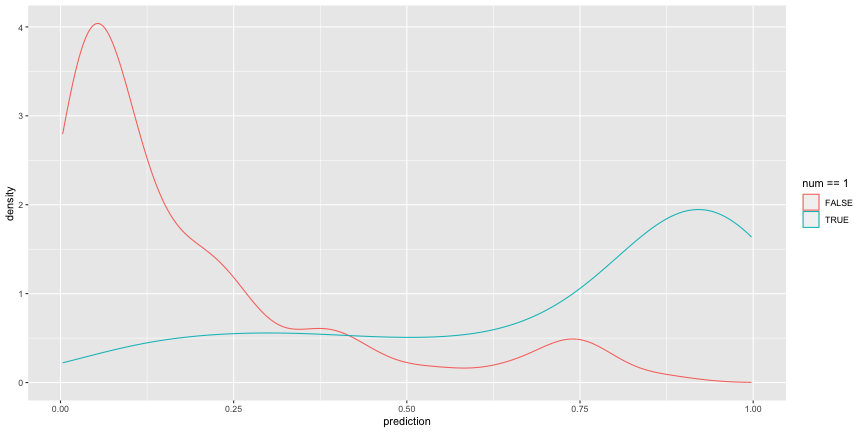 density
4
3
2
1
0
0.00 0.25 0.50 0.75 1.00
prediction
num == 1
FALSE
TRUE